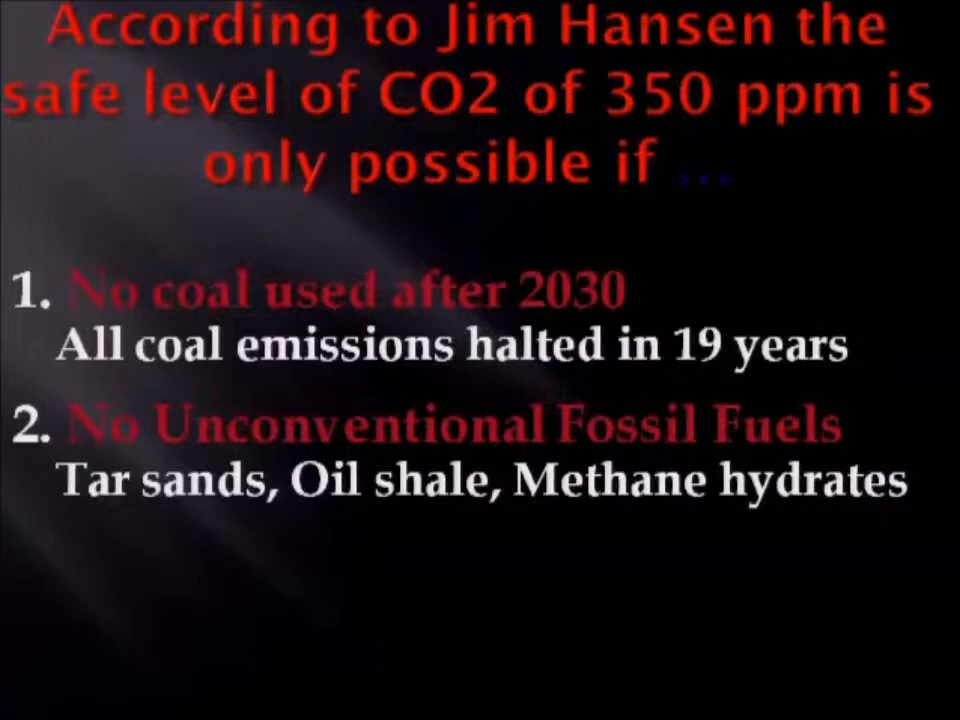 According to Jim Hansen the
safe level of CO2 of 350 ppm is
only possible if ...
1. No coal used after 2030
All coal emissions halted in 19 years
2. No Unconventional Fossil Fuels
Tar sands, Oil shale, Methane hydrates